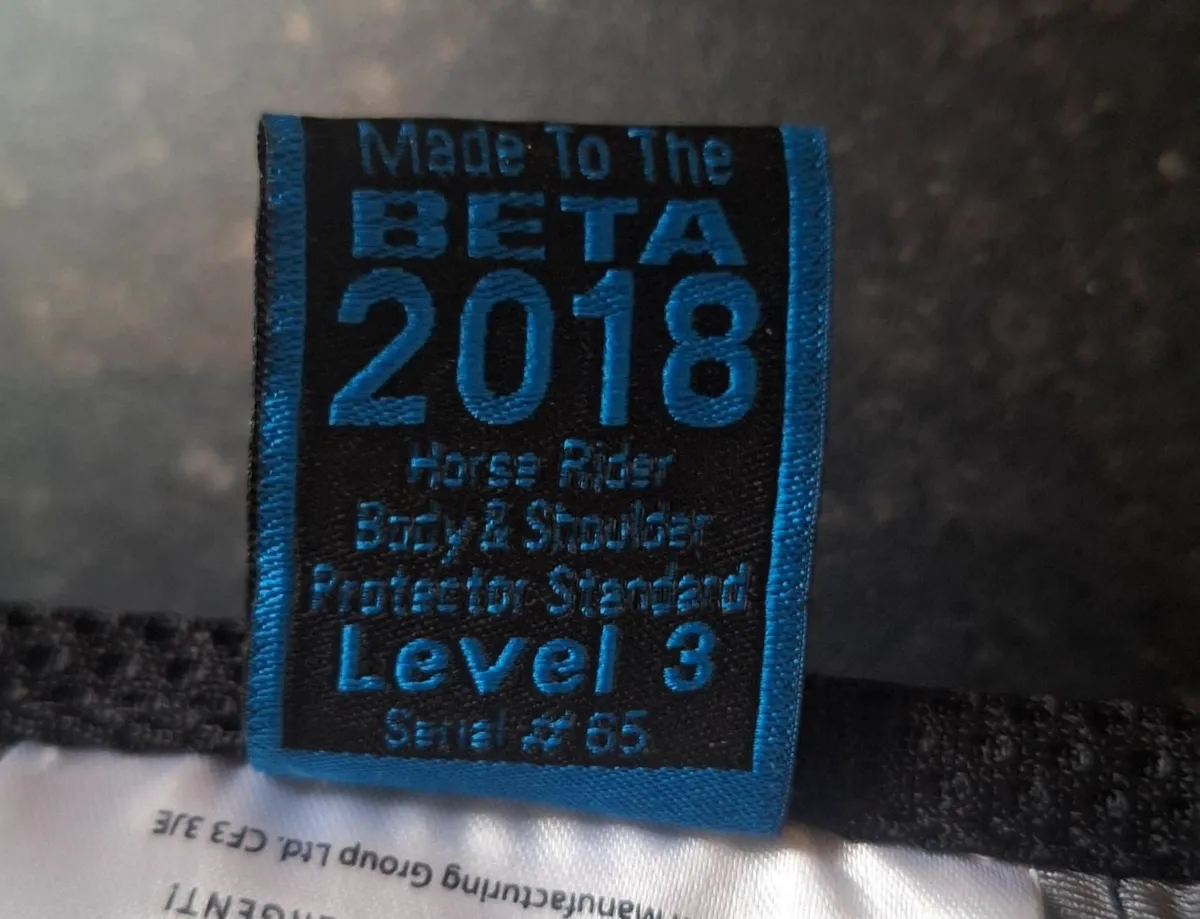 Made To The
BETA
2018
Horse Rider
Body & Shoulder
Protector Standard
Level 3
Serial # 65
Manufacturing Group Ltd. CF3 3JE